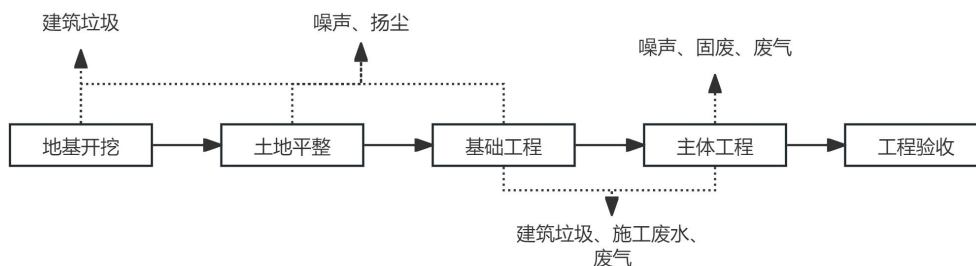 建筑垃圾
噪声、扬尘
噪声、固废、废气
地基开挖
土地平整
基础工程
主体工程
工程验收
建筑垃圾、施工废水、
废气